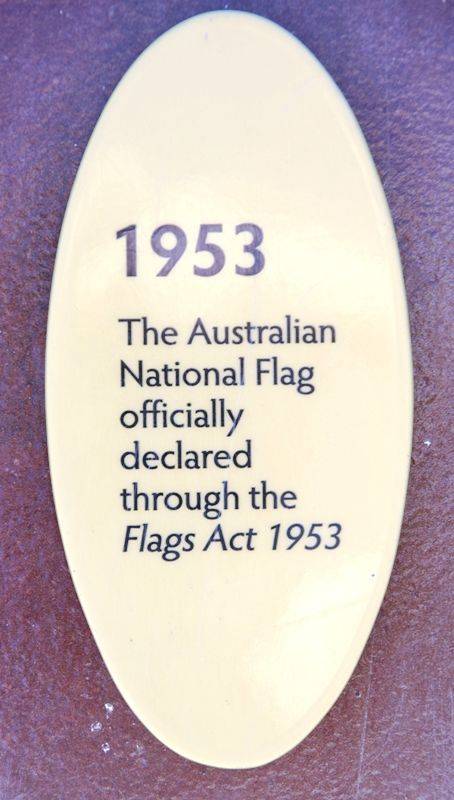 1953
The Australian
National Flag
officially
declared
through the
Flags Act 1953